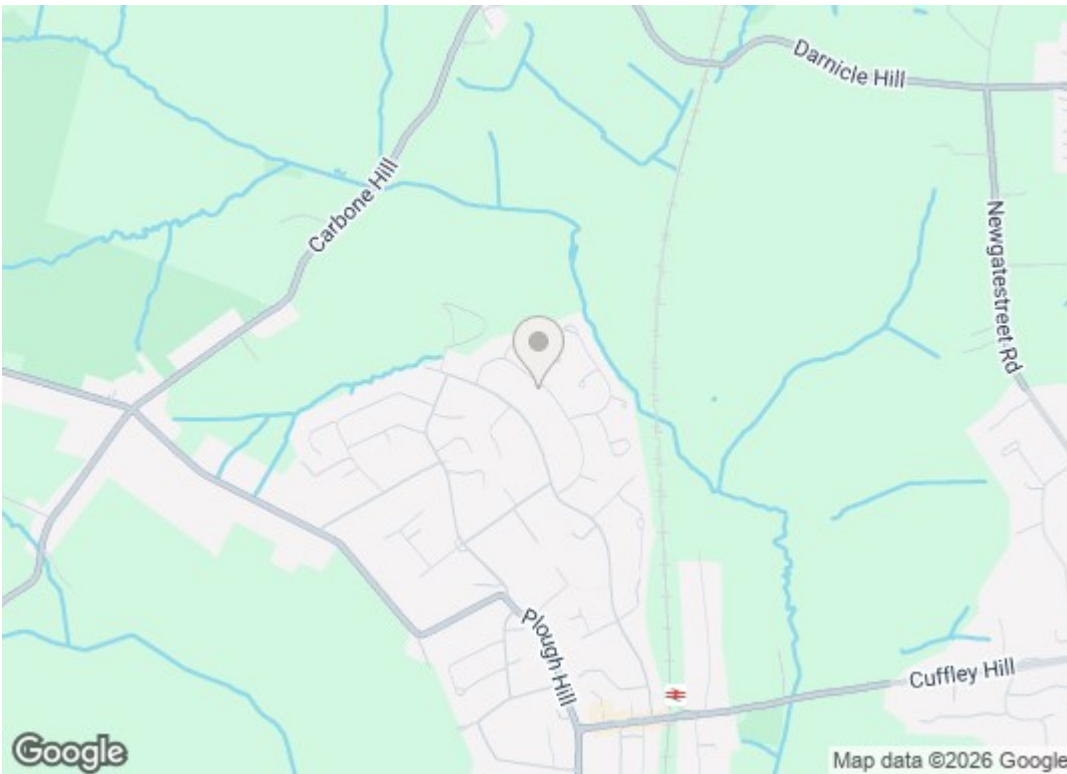 Darnicle Hill
Carbone Hill
Newgatestreet Rd
Plough Hill
Cuffley Hill
Google
Map data ©2026 Google